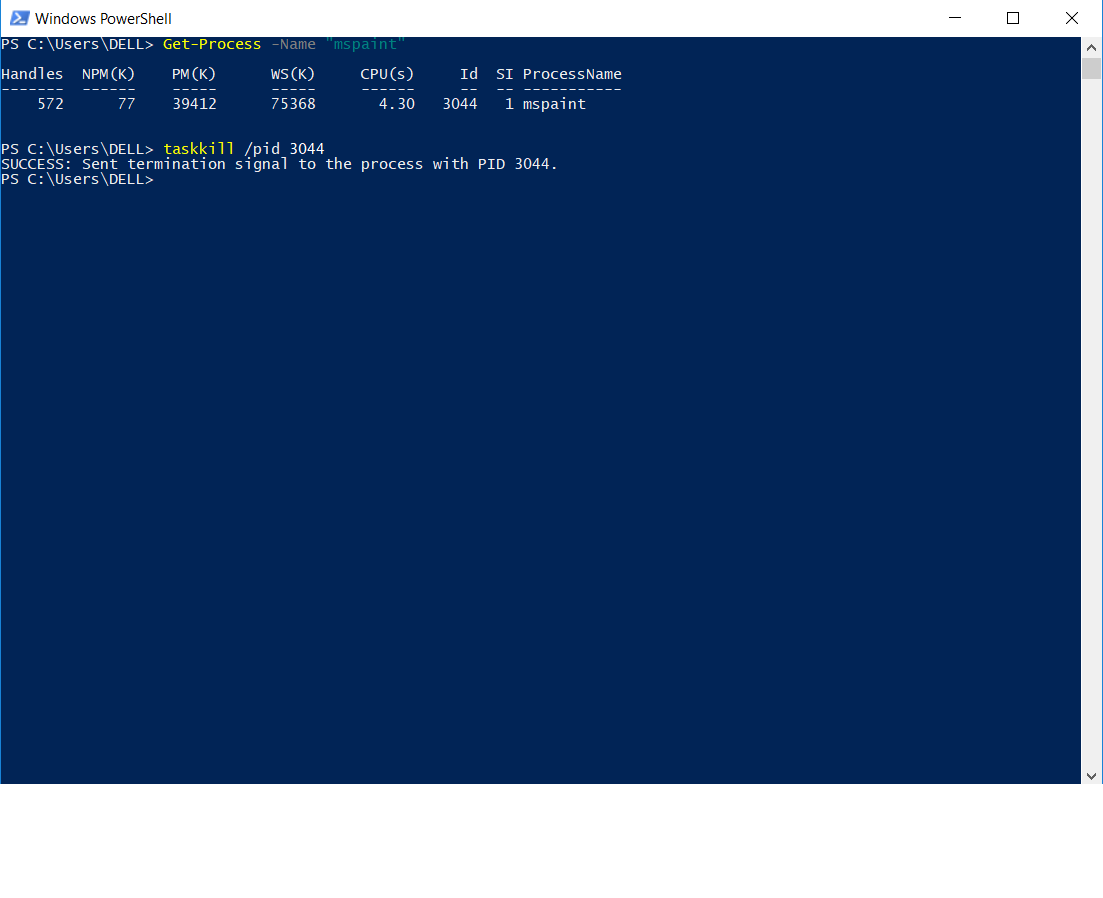 Windows PowerShell
PS C:\Users\DELL> Get-Process -Name "mspaint"
Handles  NPM(K)    PM(K)      WS(K)     CPU(s)     Id  SI ProcessName
-------  ------    -----      -----     ------     --  -- -----------
    572      77    39412      75368       4.30   3044   1 mspaint
PS C:\Users\DELL> taskkill /pid 3044
SUCCESS: Sent termination signal to the process with PID 3044.
PS C:\Users\DELL>